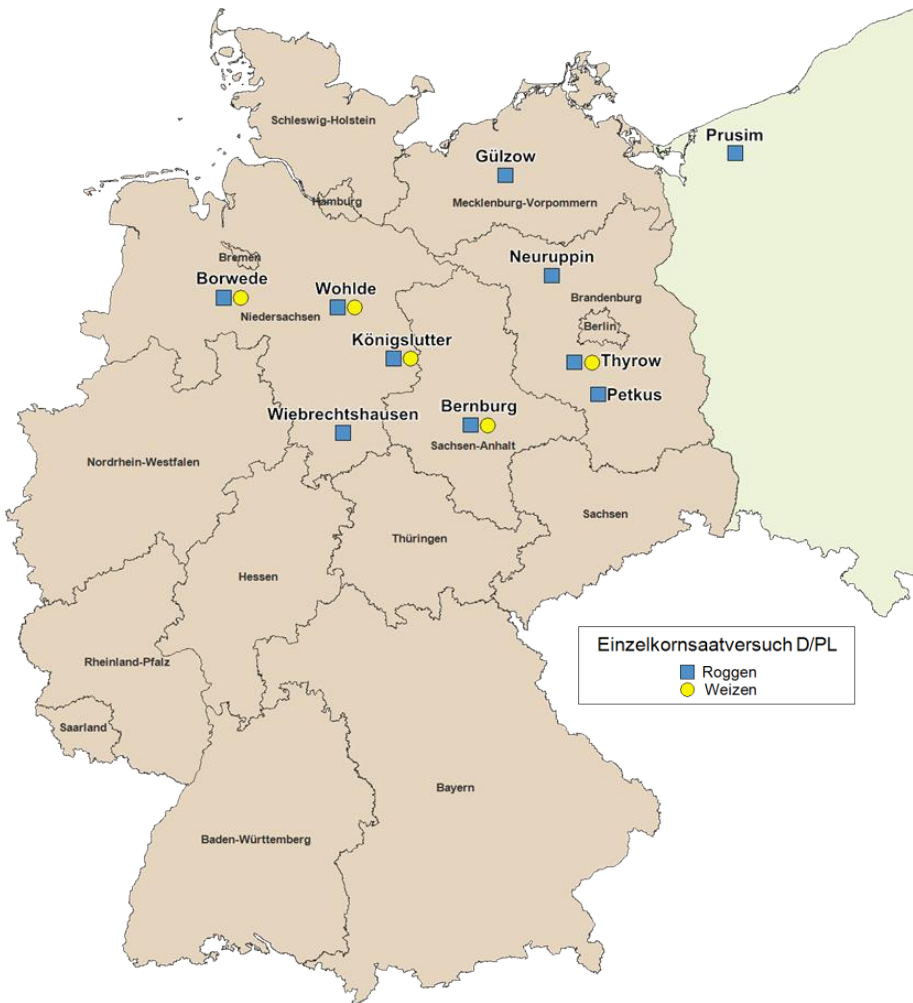 Schleswig-Holstein
Prusim
Gülzow
Hamburg
Mecklenburg-Vorpommern
Bremen
Neuruppin
Borwede
Wohlde
Brandenburg
Niedersachsen
Berlin
Königslutter
Thyrow
Petkus
Wiebrechtshausen
Bernburg
Sachsen-Anhalt
Nordrhein-Westfalen
Sachsen
Thüringen
Hessen
Einzelkornsaatversuch D/PL
Roggen
Weizen
Rheinland-Pfalz
Saarland
Bayern
Baden-Württemberg